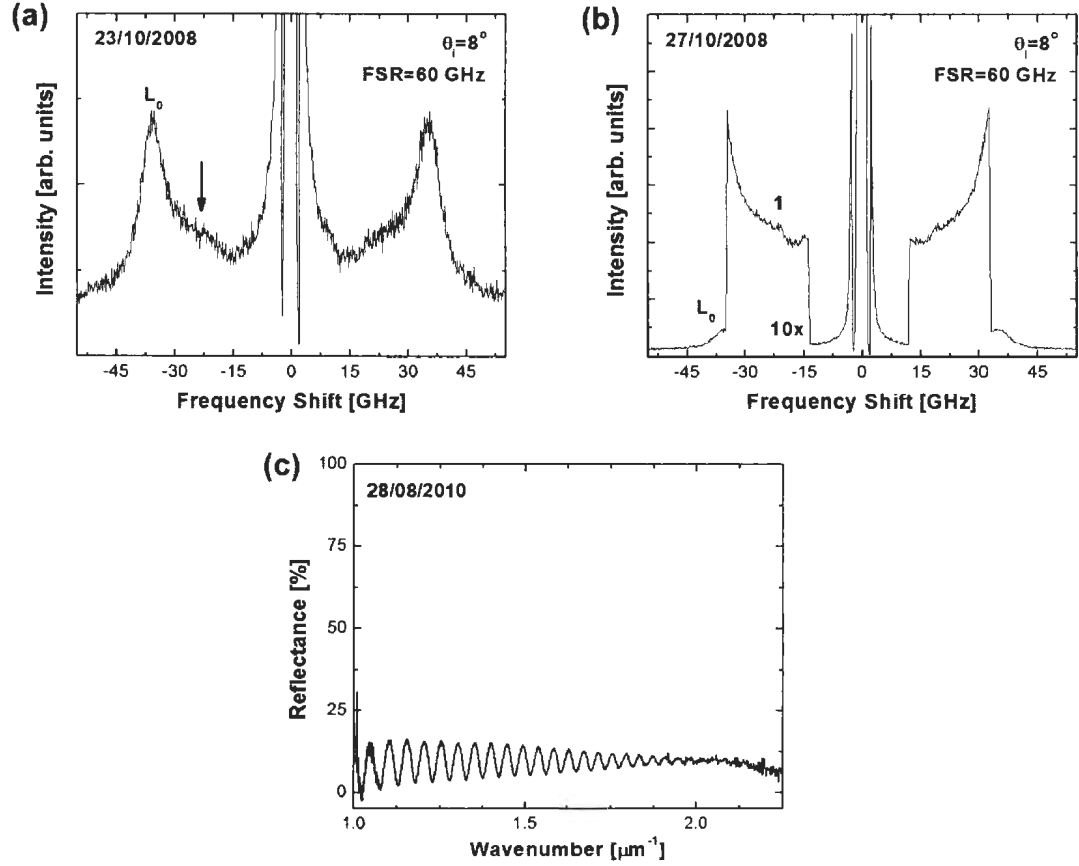 (a)
23/10/2008
θi=8°
FSR=60 GHz
L0
Intensity [arb. units]
-45 -30 -15 0 15 30 45
Frequency Shift [GHz]
(b)
27/10/2008
θi=8°
FSR=60 GHz
1
L0
10x
Intensity [arb. units]
-45 -30 -15 0 15 30 45
Frequency Shift [GHz]
(c)
28/08/2010
100
75
50
25
0
Reflectance [%]
1.0 1.5 2.0
Wavenumber [μm⁻¹]